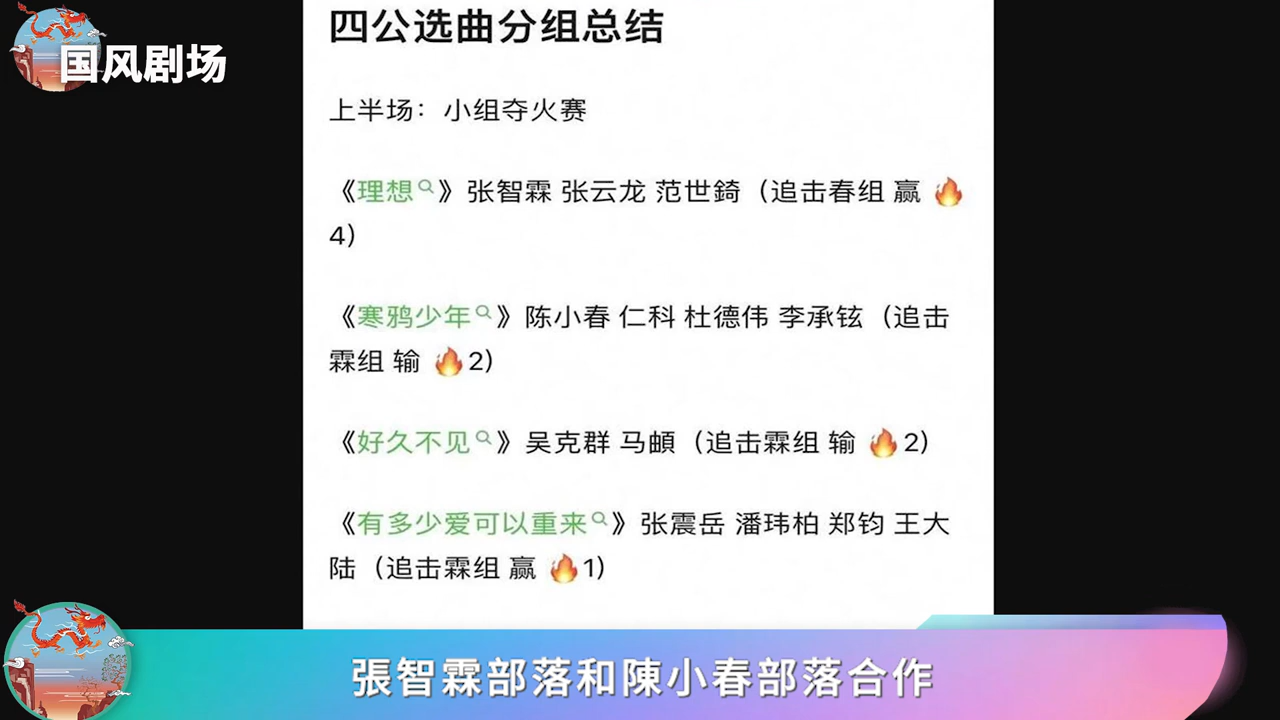 国风剧场
四公选曲分组总结
上半场：小组夺火赛
《理想》张智霖 张云龙 范世錡（追击春组 赢 🔥
4）
《寒鸦少年》陈小春 仁科 杜德伟 李承铉（追击
霖组 输 🔥2）
《好久不见》吴克群 马頔（追击霖组 输 🔥2）
《有多少爱可以重来》张震岳 潘玮柏 郑钧 王大
陆（追击霖组 赢 🔥1）
張智霖部落和陳小春部落合作